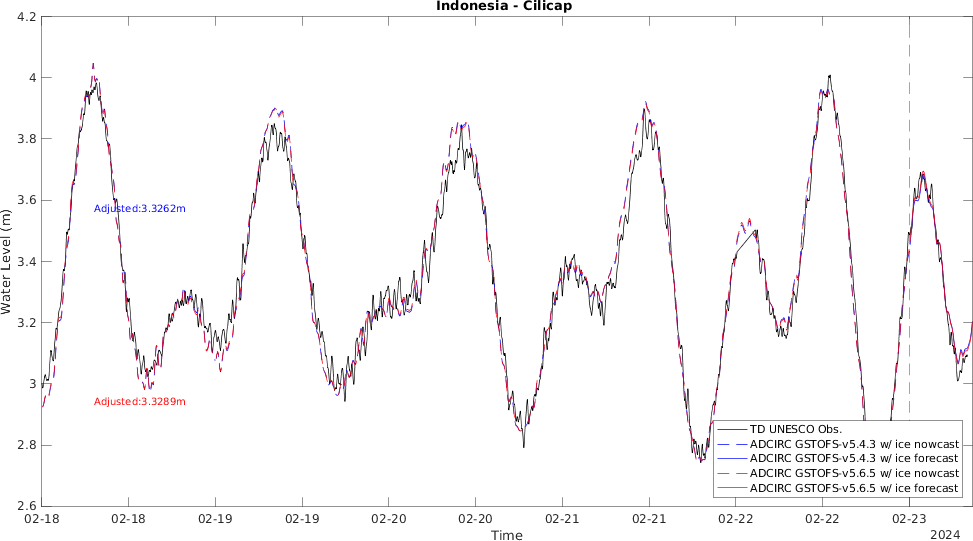 Indonesia - Cilicap
4.2
4
3.8
3.6
3.4
3.2
3
2.8
2.6
Water Level (m)
Adjusted:3.3262m
Adjusted:3.3289m
TD UNESCO Obs.
ADCIRC GSTOFS-v5.4.3 w/ ice nowcast
ADCIRC GSTOFS-v5.4.3 w/ ice forecast
ADCIRC GSTOFS-v5.6.5 w/ ice nowcast
ADCIRC GSTOFS-v5.6.5 w/ ice forecast
02-18 02-18 02-19 02-19 02-20 02-20 02-21 02-21 02-22 02-22 02-23
Time
2024